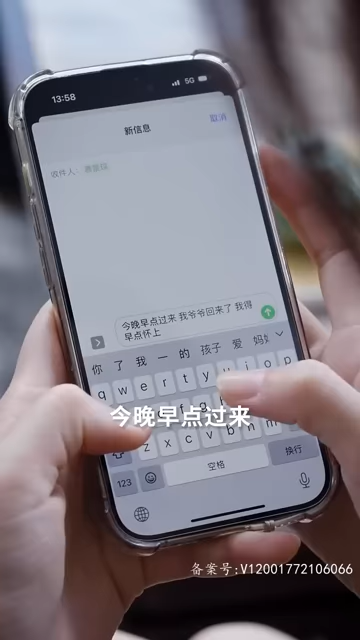 13:58
5G
新信息
取消
收件人：
今晚早点过来 我爷爷回来了 我得
早点怀上
你 了 我 一 的 孩子 爱 妈
q w e r t y u i o p
今晚早点过来
z x c v b n m
123
空格
换行
备案号:V12001772106066